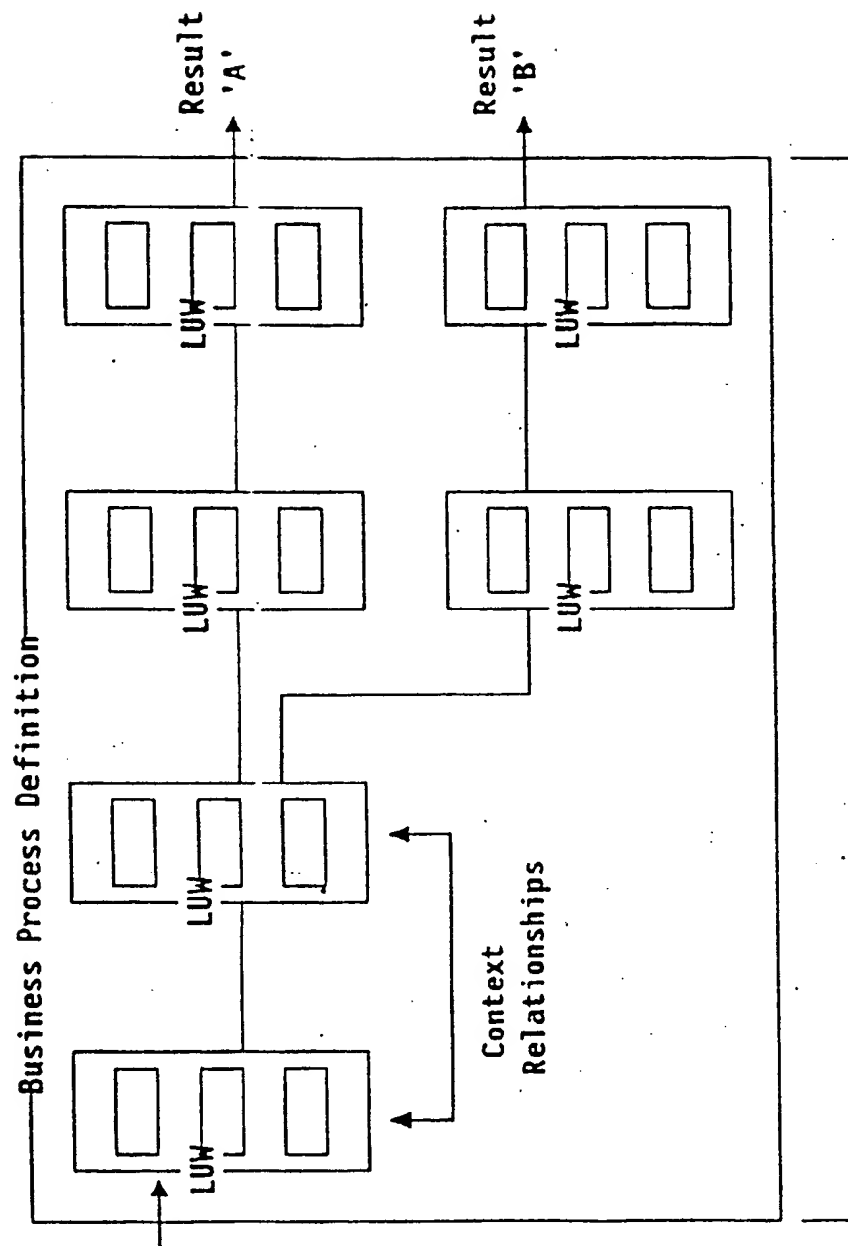 Business Process Definition
LUW
LUW
LUW
LUW
Result
'A'
Context
Relationships
LUW
LUW
Result
'B'